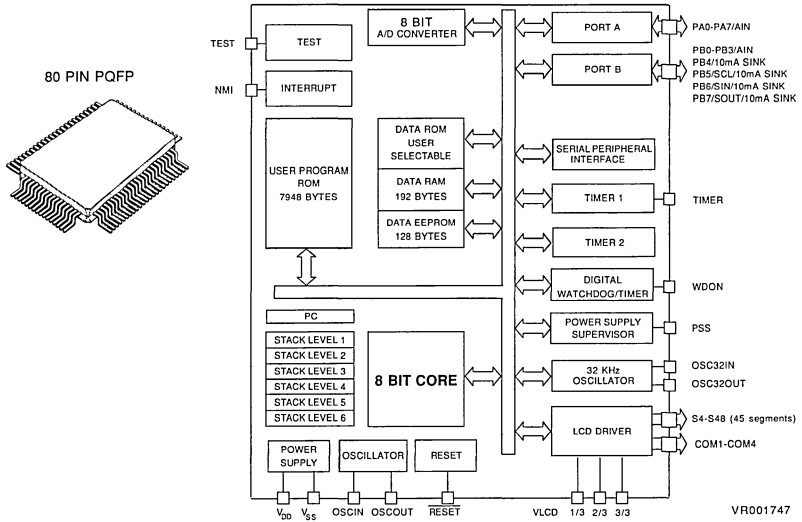 80 PIN PQFP
TEST
TEST
NMI
INTERRUPT
USER PROGRAM
ROM
7948 BYTES
8 BIT
A/D CONVERTER
DATA ROM
USER
SELECTABLE
DATA RAM
192 BYTES
DATA EEPROM
128 BYTES
PC
STACK LEVEL 1
STACK LEVEL 2
STACK LEVEL 3
STACK LEVEL 4
STACK LEVEL 5
STACK LEVEL 6
8 BIT CORE
POWER
SUPPLY
OSCILLATOR
RESET
VDD
VSS
OSCIN
OSCOUT
RESET
PORT A
PA0-PA7/AIN
PORT B
PB0-PB3/AIN
PB4/10mA SINK
PB5/SCL/10mA SINK
PB6/SIN/10mA SINK
PB7/SOUT/10mA SINK
SERIAL PERIPHERAL
INTERFACE
TIMER 1
TIMER
TIMER 2
DIGITAL
WATCHDOG/TIMER
WDON
POWER SUPPLY
SUPERVISOR
PSS
32 KHz
OSCILLATOR
OSC32IN
OSC32OUT
LCD DRIVER
S4-S48 (45 segments)
COM1-COM4
VLCD 1/3 2/3 3/3
VR001747